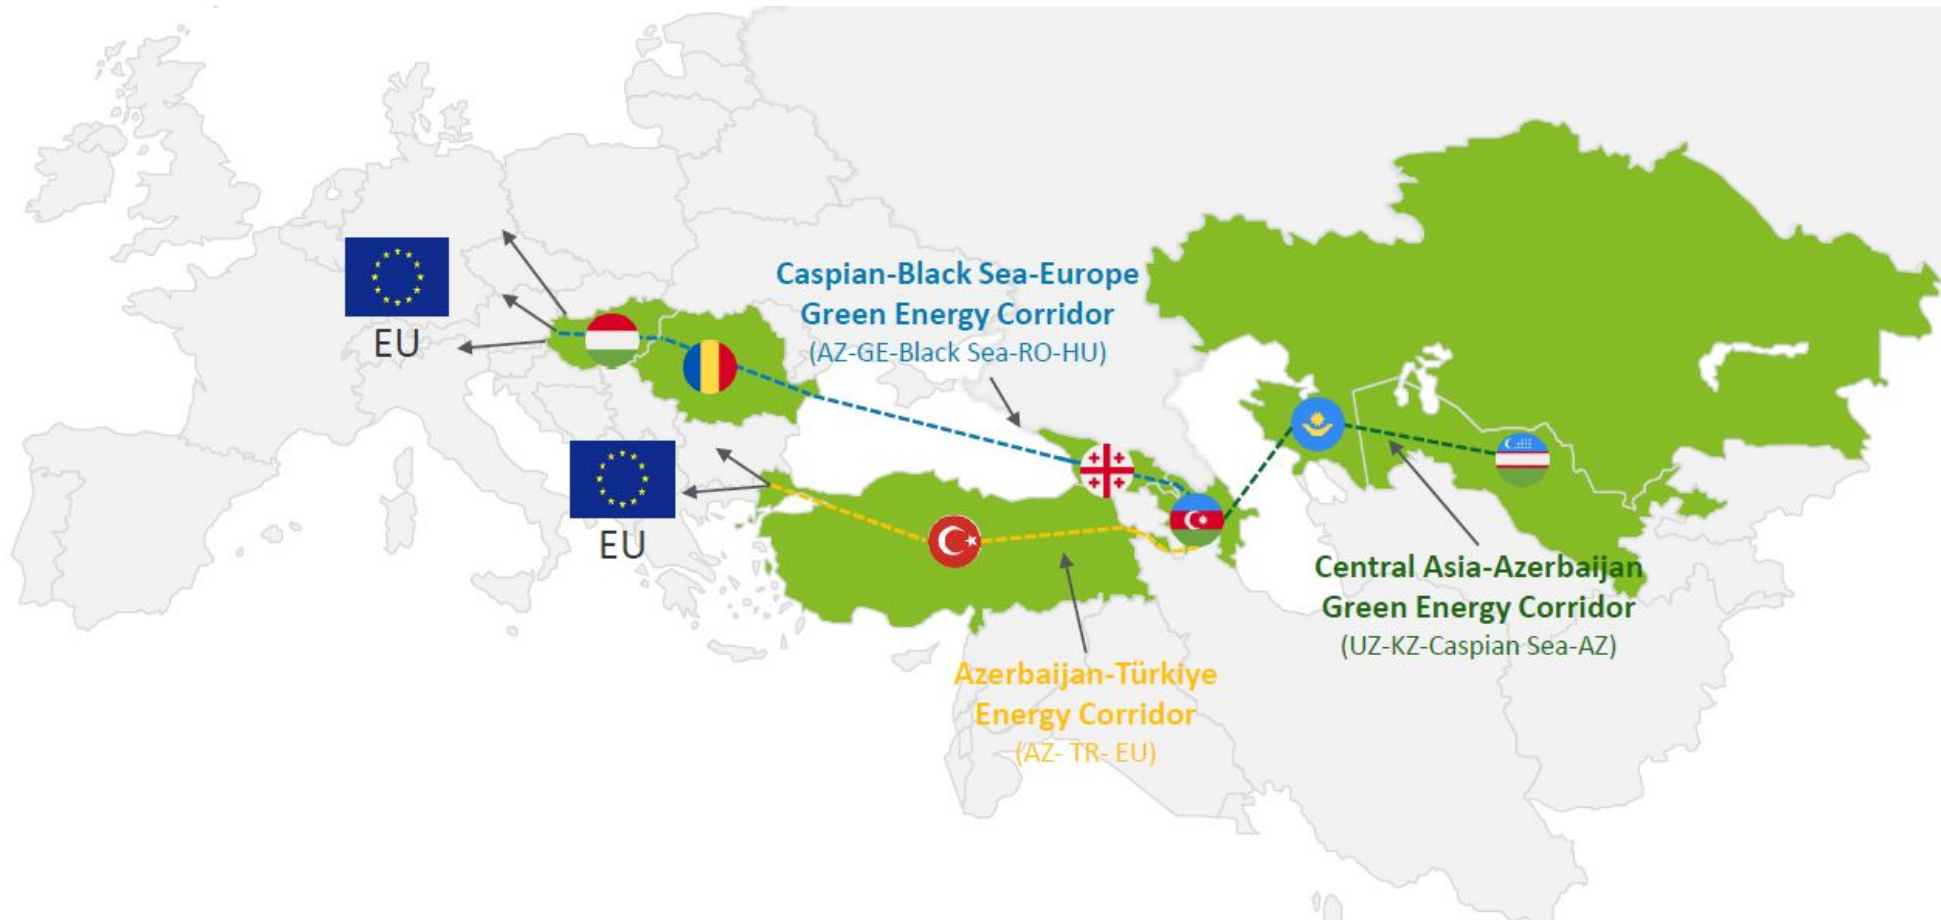 Caspian-Black Sea-Europe
Green Energy Corridor
(AZ-GE-Black Sea-RO-HU)
EU
EU
Central Asia-Azerbaijan
Green Energy Corridor
(UZ-KZ-Caspian Sea-AZ)
Azerbaijan-Türkiye
Energy Corridor
(AZ- TR- EU)